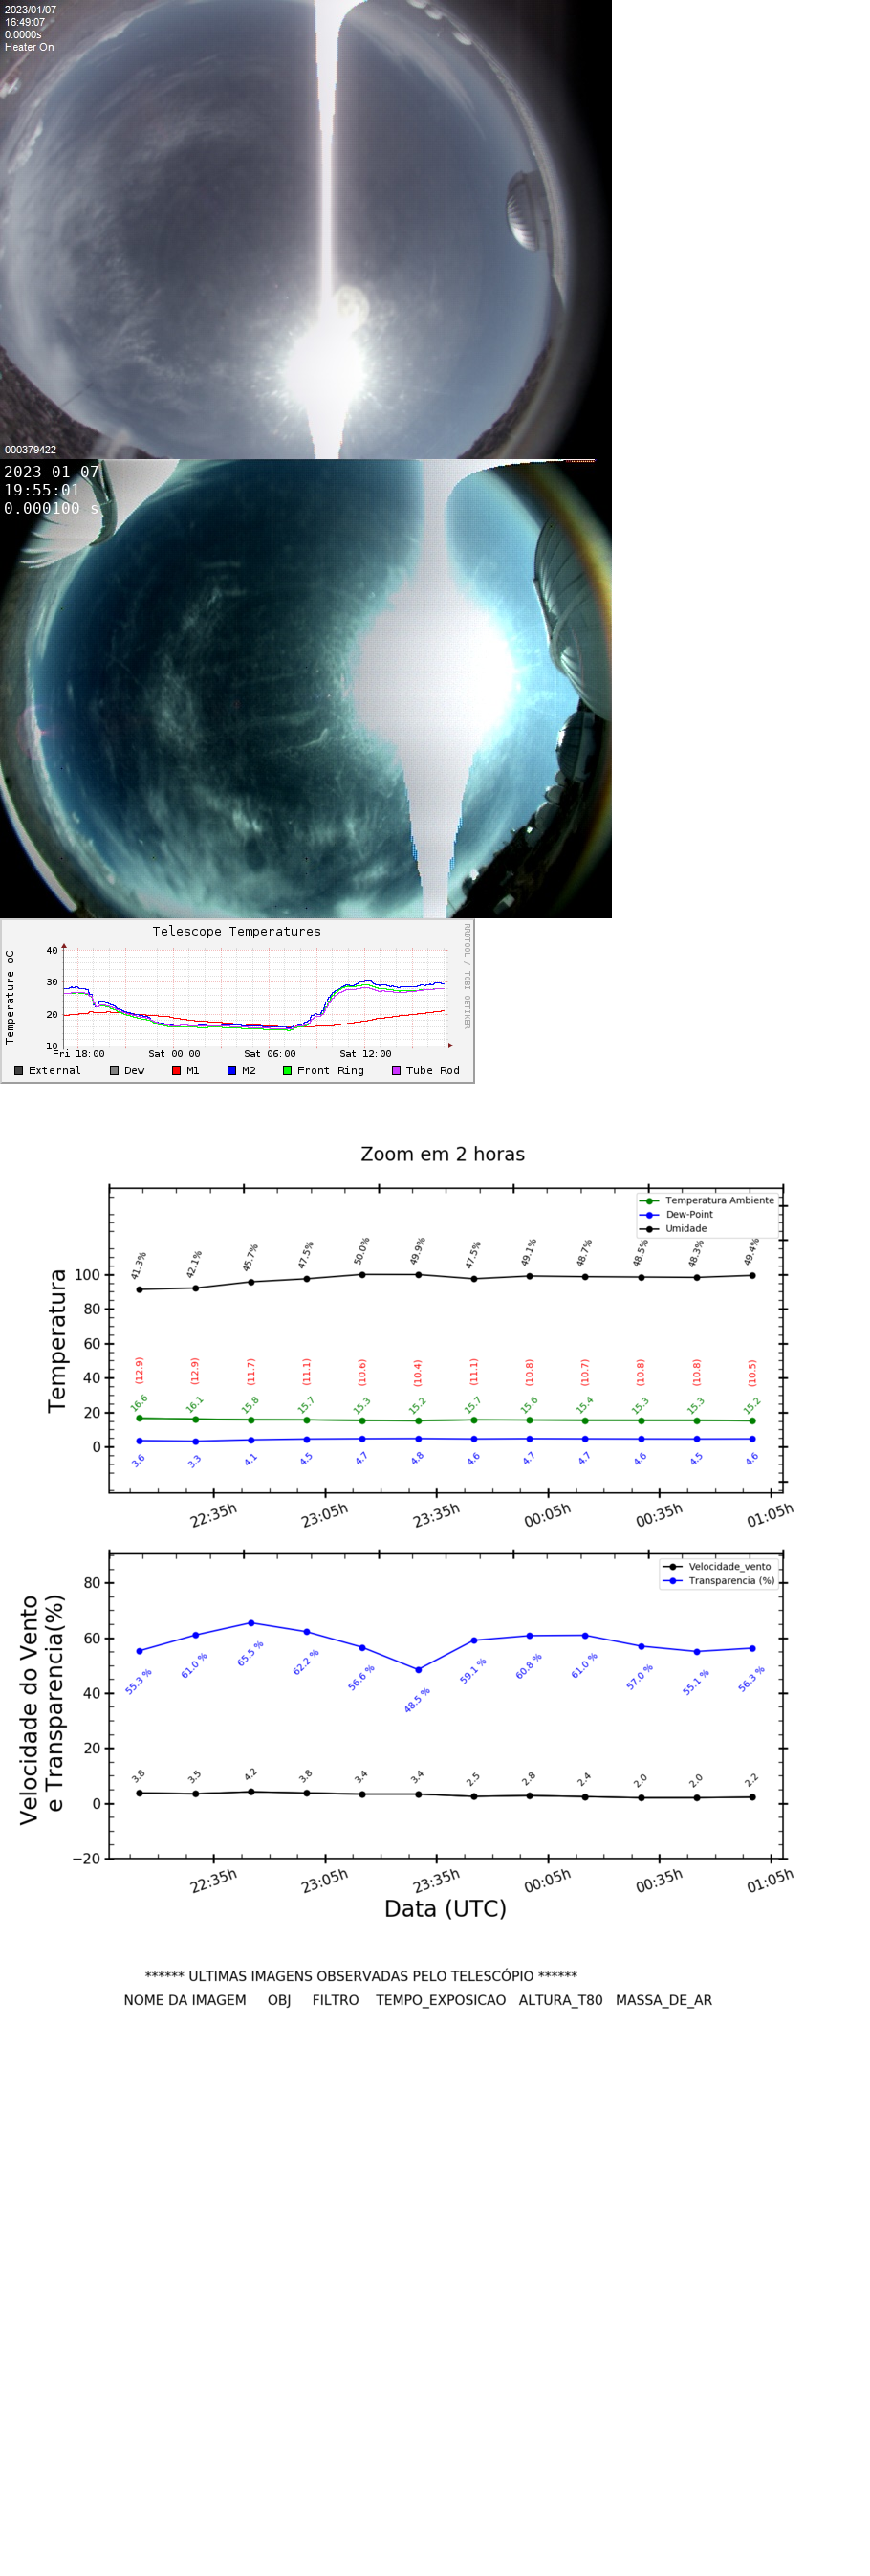 2023/01/07
16:49:07
0.0000s
Heater On
000379422
2023-01-07
19:55:01
0.000100 s
Telescope Temperatures
RRDTOOL / TOBI OETIKER
Temperature oC
40
30
20
10
Fri 18:00 Sat 00:00 Sat 06:00 Sat 12:00
External Dew M1 M2 Front Ring Tube Rod
Zoom em 2 horas
Temperatura Ambiente
Dew-Point
Umidade
Temperatura
100
80
60
40
20
0
41.3% 42.1% 45.7% 47.5% 50.0% 49.9% 47.5% 49.1% 48.7% 48.5% 48.3% 49.4%
(12.9) (12.9) (11.7) (11.1) (10.6) (10.4) (11.1) (10.8) (10.7) (10.8) (10.8) (10.5)
16.6 16.1 15.8 15.7 15.3 15.2 15.7 15.6 15.4 15.3 15.3 15.2
3.6 3.3 4.1 4.5 4.7 4.8 4.6 4.7 4.7 4.6 4.5 4.6
22:35h 23:05h 23:35h 00:05h 00:35h 01:05h
Velocidade_vento
Transparencia (%)
Velocidade do Vento
e Transparencia(%)
80
60
40
20
0
−20
55.3 % 61.0 % 65.5 % 62.2 % 56.6 % 48.5 % 59.1 % 60.8 % 61.0 % 57.0 % 55.1 % 56.3 %
3.8 3.5 4.2 3.8 3.4 3.4 2.5 2.8 2.4 2.0 2.0 2.2
22:35h 23:05h 23:35h 00:05h 00:35h 01:05h
Data (UTC)
****** ULTIMAS IMAGENS OBSERVADAS PELO TELESCÓPIO ******
NOME DA IMAGEM OBJ FILTRO TEMPO_EXPOSICAO ALTURA_T80 MASSA_DE_AR